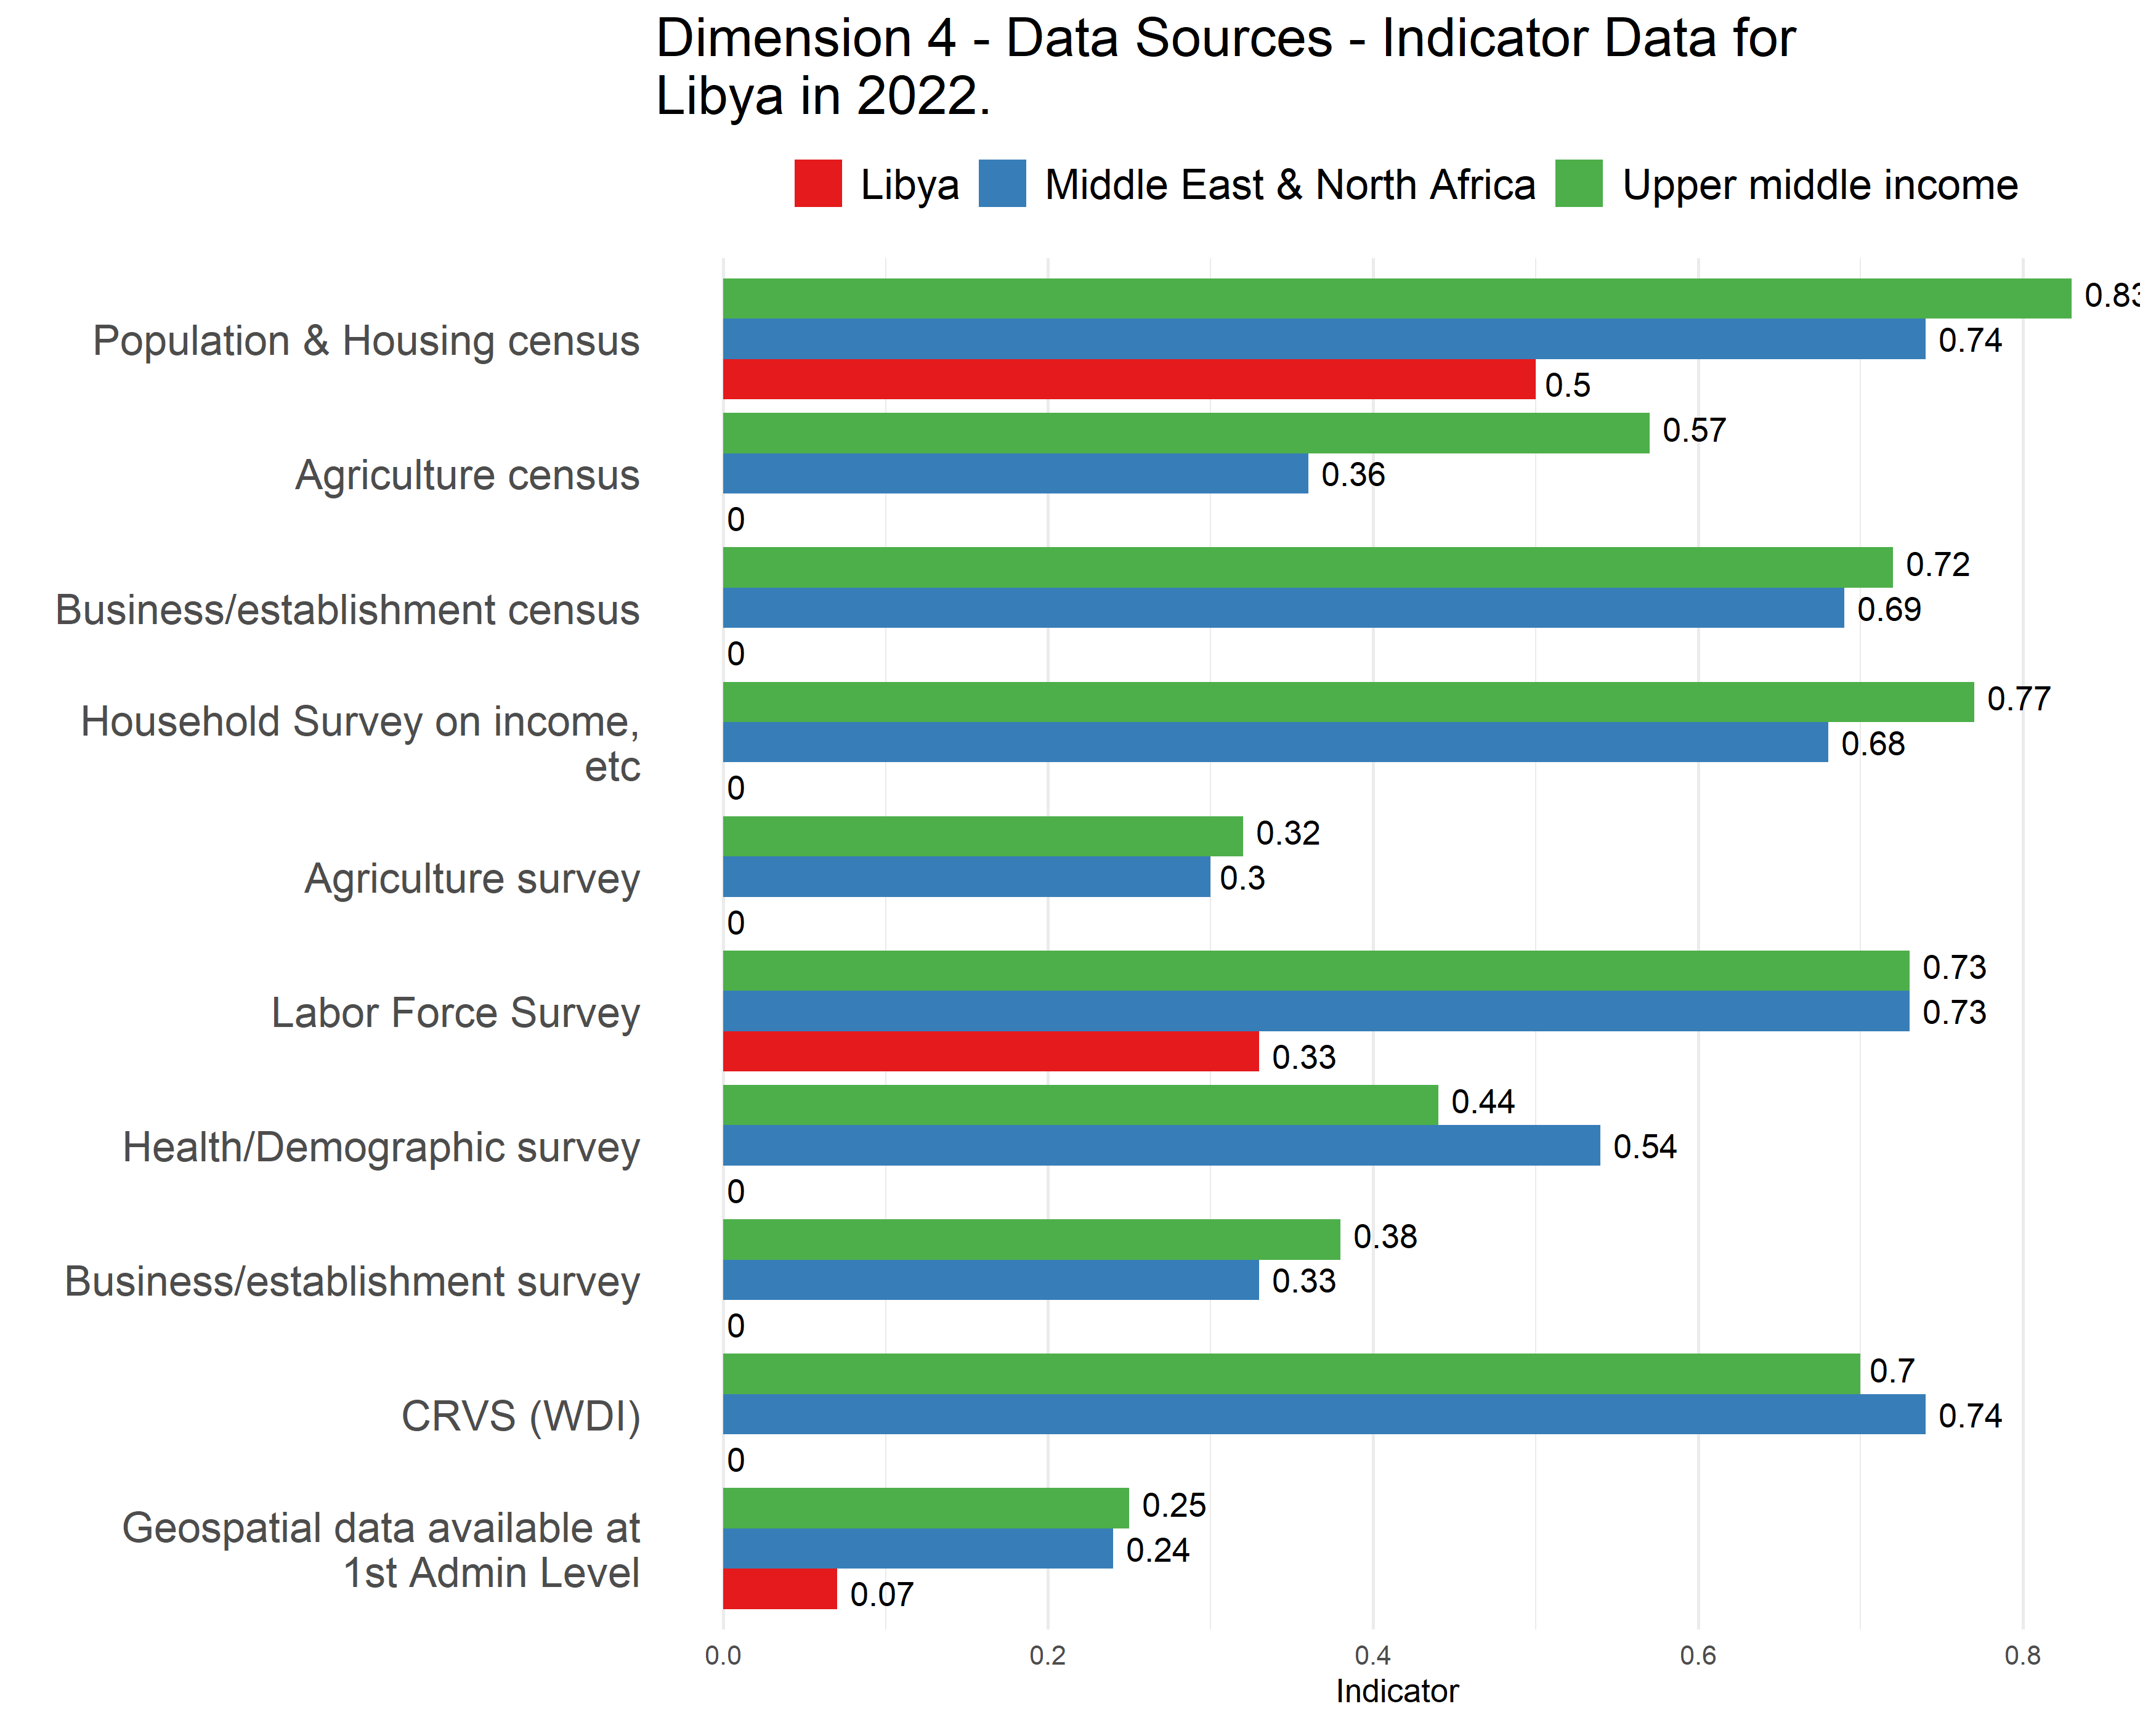 Dimension 4 - Data Sources - Indicator Data for
Libya in 2022.
Libya Middle East & North Africa Upper middle income
Population & Housing census
0.83
0.74
0.5
Agriculture census
0.57
0.36
0
Business/establishment census
0.72
0.69
0
Household Survey on income,
etc
0.77
0.68
0
Agriculture survey
0.32
0.3
0
Labor Force Survey
0.73
0.73
0.33
Health/Demographic survey
0.44
0.54
0
Business/establishment survey
0.38
0.33
0
CRVS (WDI)
0.7
0.74
0
Geospatial data available at
1st Admin Level
0.25
0.24
0.07
0.0 0.2 0.4 0.6 0.8
Indicator